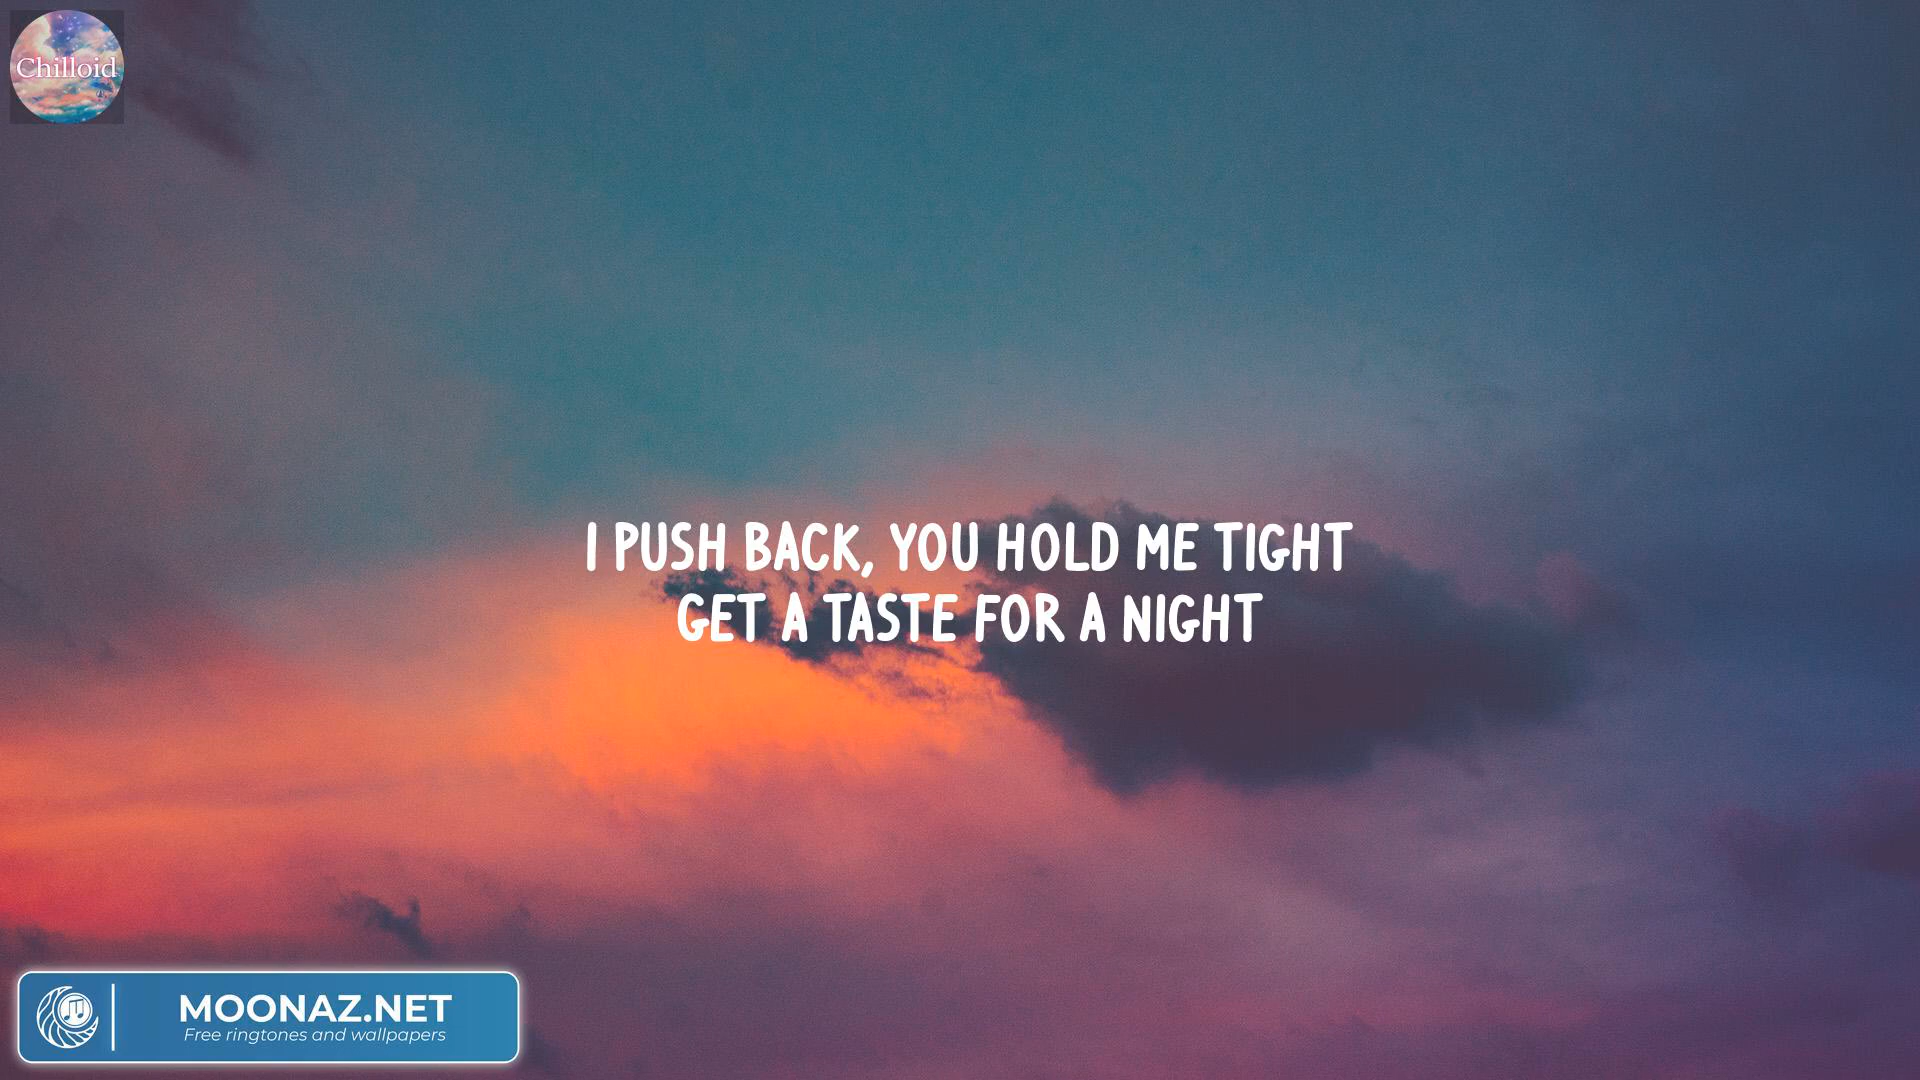 Chilloid
I PUSH BACK, YOU HOLD ME TIGHT
GET A TASTE FOR A NIGHT
MOONAZ.NET
Free ringtones and wallpapers